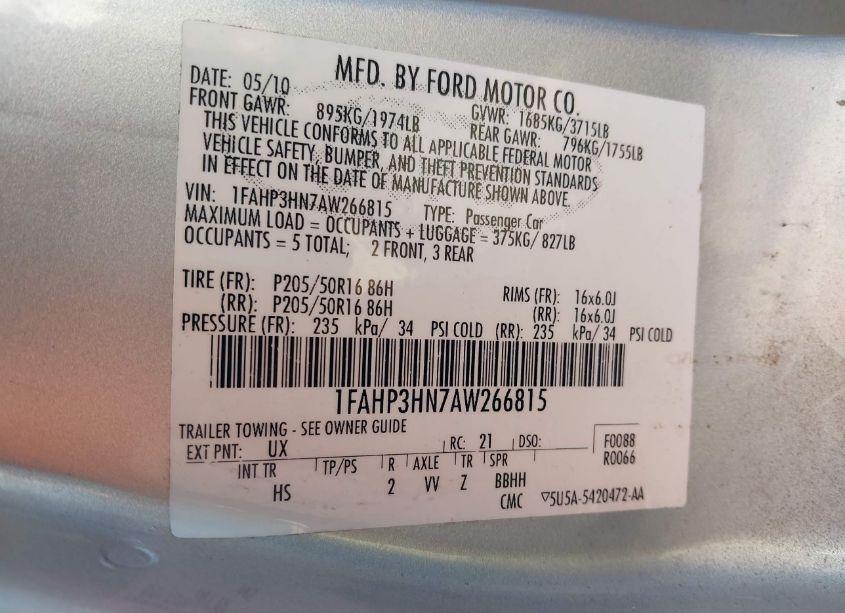 MFD. BY FORD MOTOR CO.
DATE: 05/10 GVWR: 1685KG/3715LB
FRONT GAWR: 895KG/1974LB REAR GAWR: 796KG/1755LB
THIS VEHICLE CONFORMS TO ALL APPLICABLE FEDERAL MOTOR
VEHICLE SAFETY, BUMPER, AND THEFT PREVENTION STANDARDS
IN EFFECT ON THE DATE OF MANUFACTURE SHOWN ABOVE.
VIN: 1FAHP3HN7AW266815 TYPE: Passenger Car
MAXIMUM LOAD = OCCUPANTS + LUGGAGE = 375KG/ 827LB
OCCUPANTS = 5 TOTAL; 2 FRONT, 3 REAR
TIRE (FR): P205/50R16 86H RIMS (FR): 16x6.0J
(RR): P205/50R16 86H (RR): 16x6.0J
PRESSURE (FR): 235 kPa/ 34 PSI COLD (RR): 235 kPa/ 34 PSI COLD
1FAHP3HN7AW266815
TRAILER TOWING - SEE OWNER GUIDE
EXT PNT: UX RC: 21 DSO: F0088
R0066
INT TR TP/PS R AXLE TR SPR
HS 2 VV Z BBHH
CMC ▽5U5A-5420472-AA